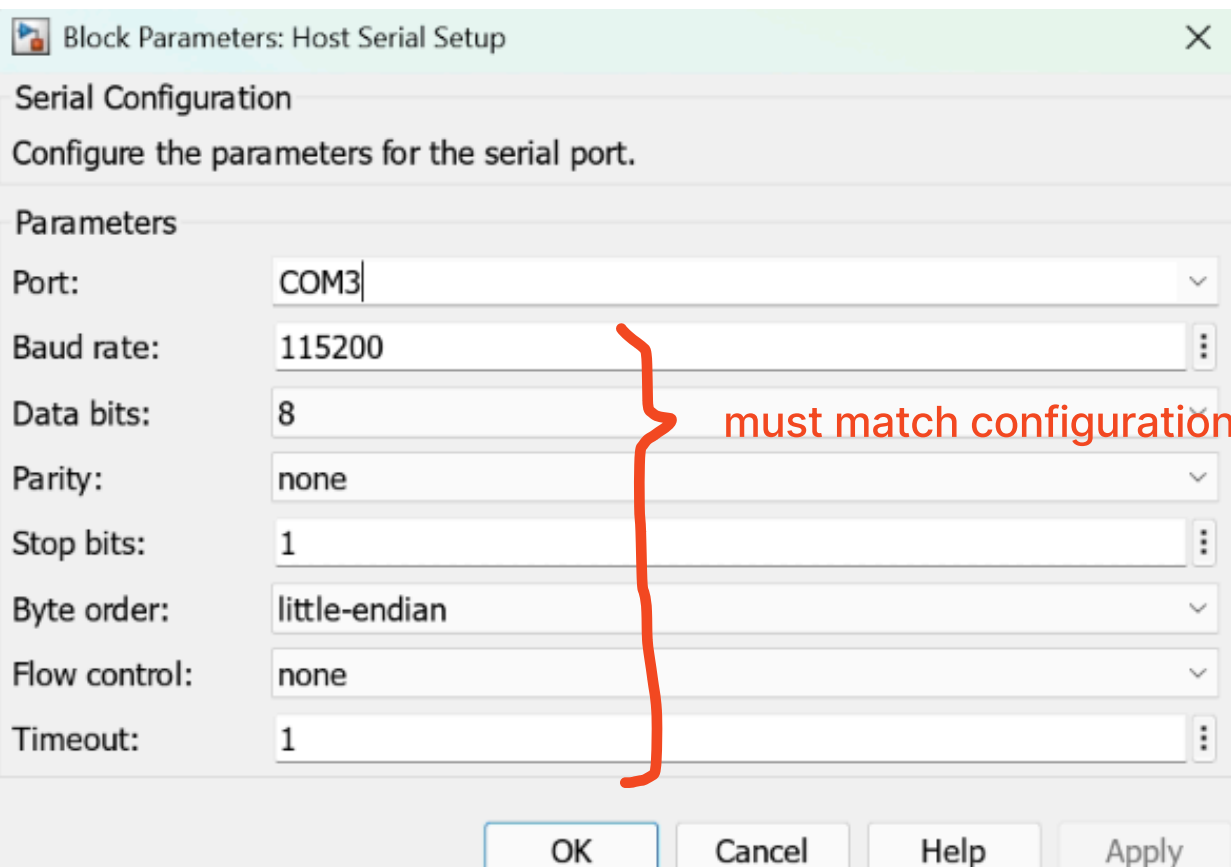 Block Parameters: Host Serial Setup
Serial Configuration
Configure the parameters for the serial port.
Parameters
Port: COM3
Baud rate: 115200
Data bits: 8
must match configuration
Parity: none
Stop bits: 1
Byte order: little-endian
Flow control: none
Timeout: 1
OK Cancel Help Apply